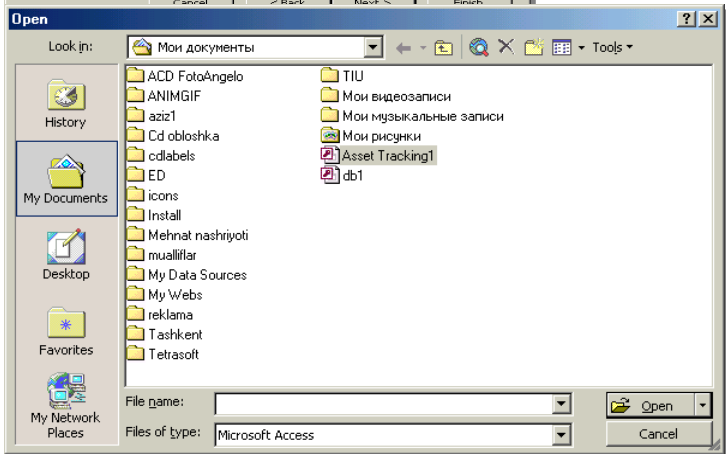 Cancel < Back Next > Finish
Open
Look in: Мои документы Tools
History
My Documents
Desktop
Favorites
My Network
Places
ACD FotoAngelo
ANIMGIF
aziz1
Cd obloshka
cdlabels
ED
icons
Install
Mehnat nashriyoti
mualliflar
My Data Sources
My Webs
reklama
Tashkent
Tetrasoft
TIU
Мои видеозаписи
Мои музыкальные записи
Мои рисунки
Asset Tracking1
db1
File name: Open
Files of type: Microsoft Access Cancel